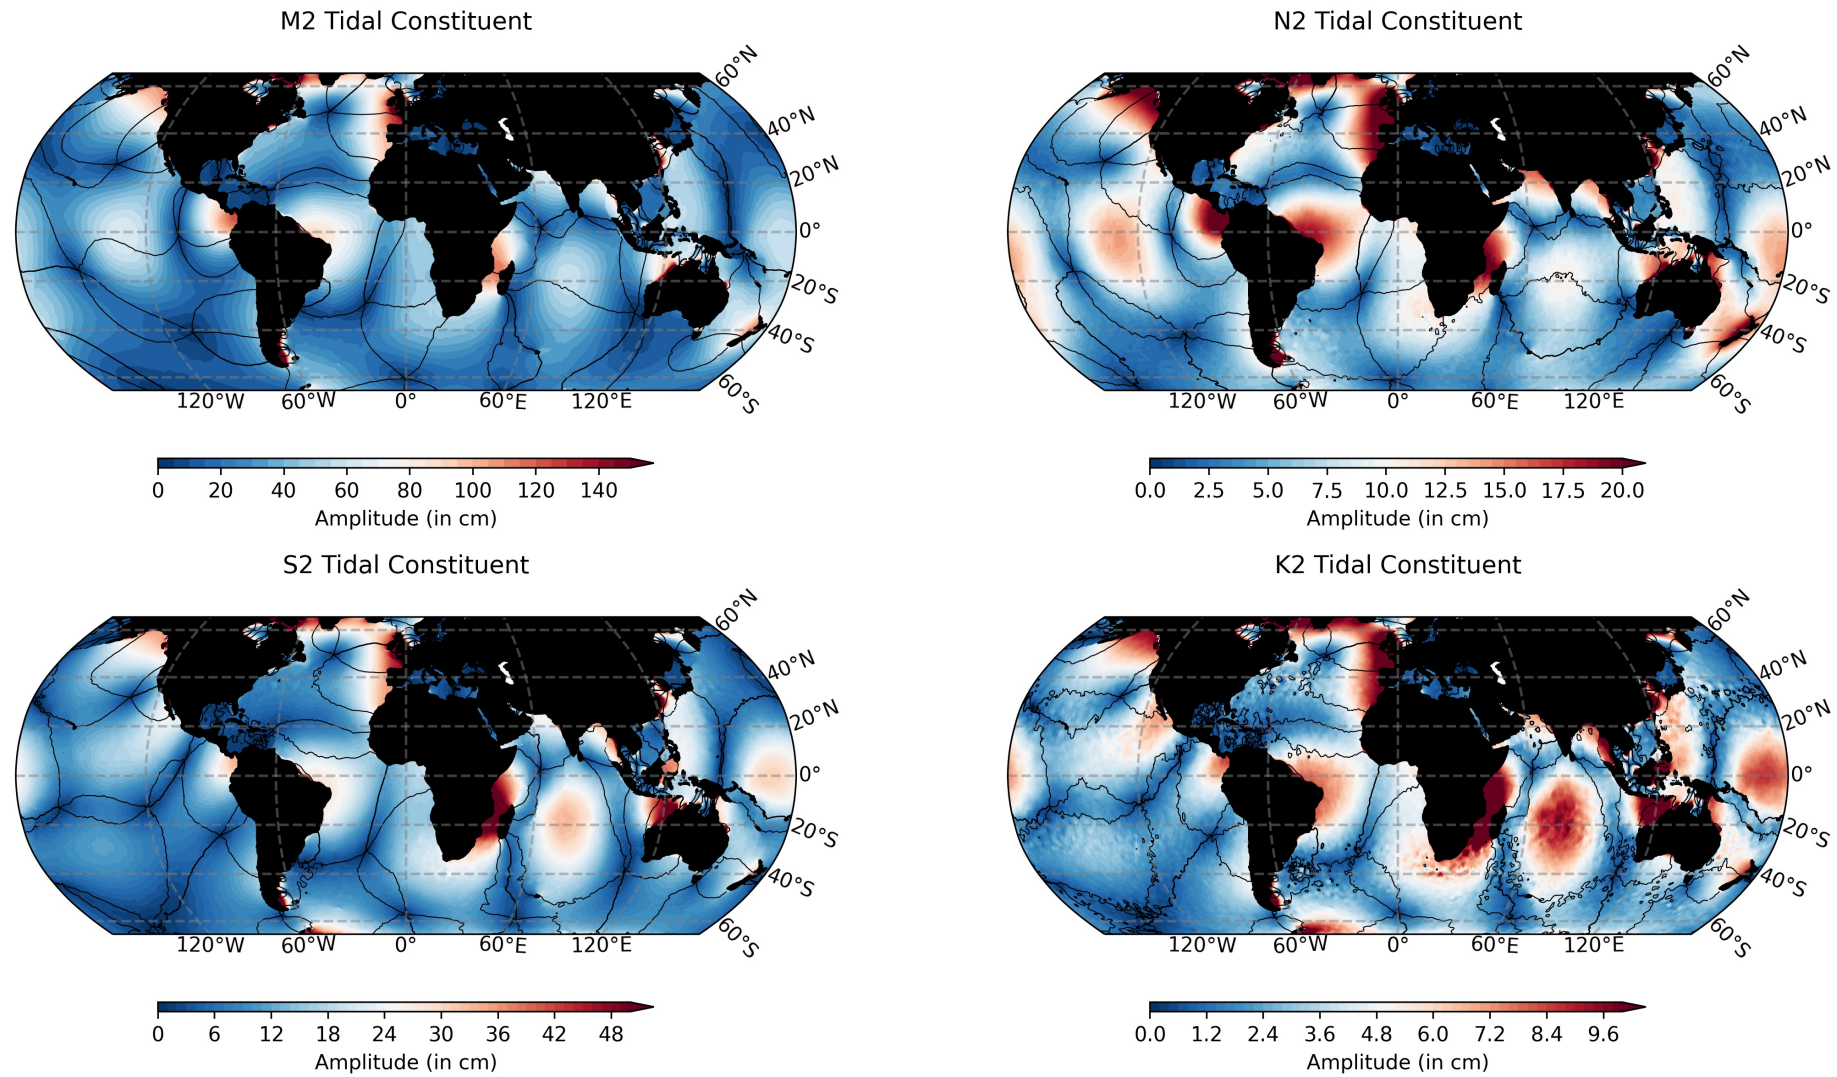 M2 Tidal Constituent
60°N
40°N
20°N
0°
20°S
40°S
60°S
120°W 60°W 0° 60°E 120°E
0 20 40 60 80 100 120 140
Amplitude (in cm)
N2 Tidal Constituent
60°N
40°N
20°N
0°
20°S
40°S
60°S
120°W 60°W 0° 60°E 120°E
0.0 2.5 5.0 7.5 10.0 12.5 15.0 17.5 20.0
Amplitude (in cm)
S2 Tidal Constituent
60°N
40°N
20°N
0°
20°S
40°S
60°S
120°W 60°W 0° 60°E 120°E
0 6 12 18 24 30 36 42 48
Amplitude (in cm)
K2 Tidal Constituent
60°N
40°N
20°N
0°
20°S
40°S
60°S
120°W 60°W 0° 60°E 120°E
0.0 1.2 2.4 3.6 4.8 6.0 7.2 8.4 9.6
Amplitude (in cm)